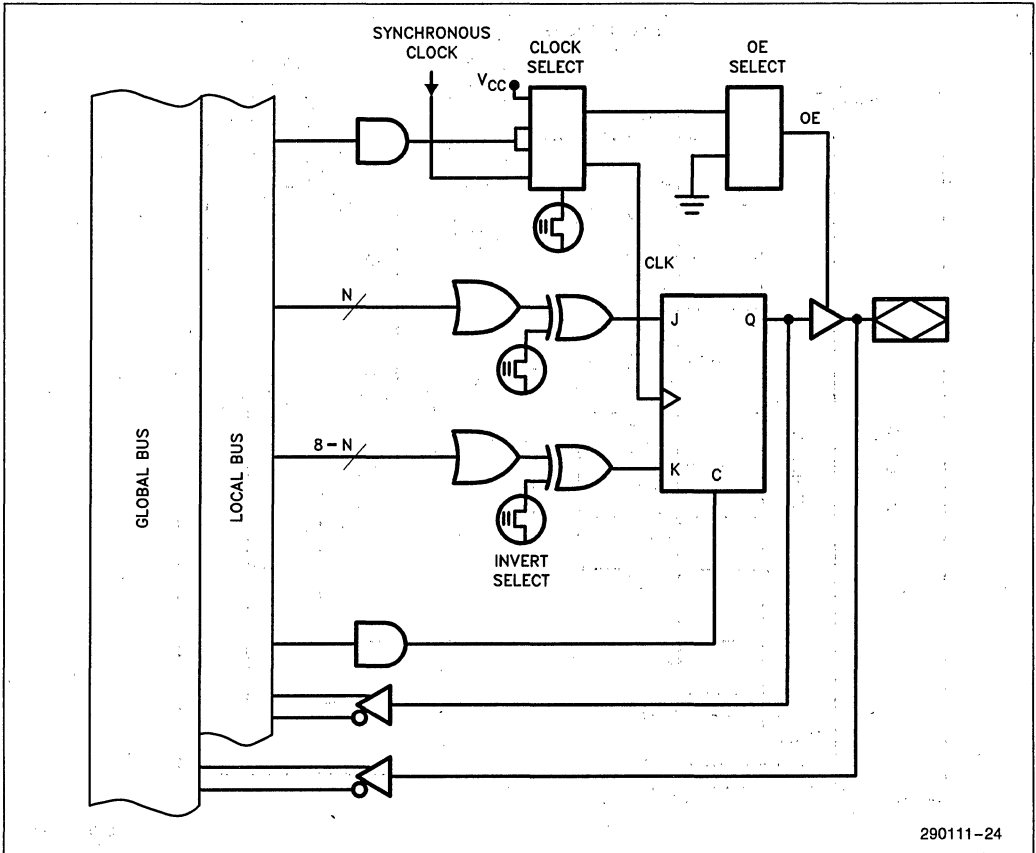 SYNCHRONOUS
CLOCK
CLOCK
SELECT
OE
SELECT
VCC
OE
CLK
N
J
Q
8-N
K
C
GLOBAL BUS
LOCAL BUS
INVERT
SELECT
290111-24